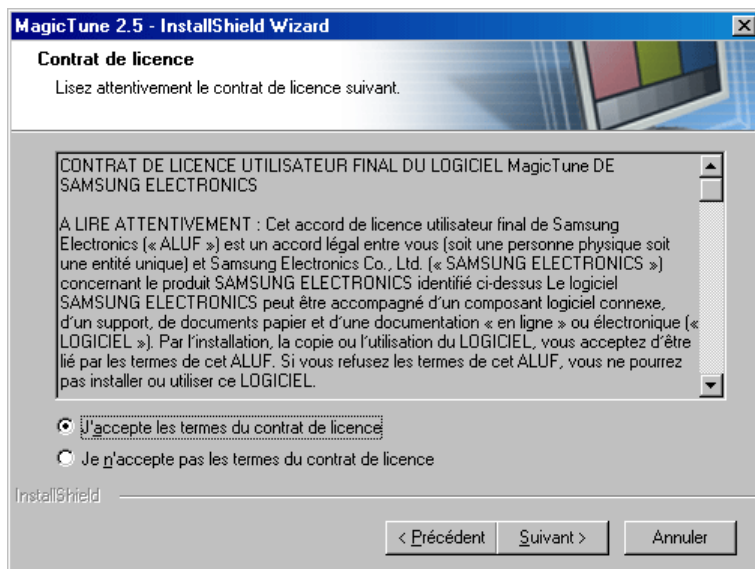 MagicTune 2.5 - InstallShield Wizard
Contrat de licence
Lisez attentivement le contrat de licence suivant.
CONTRAT DE LICENCE UTILISATEUR FINAL DU LOGICIEL MagicTune DE
SAMSUNG ELECTRONICS
A LIRE ATTENTIVEMENT : Cet accord de licence utilisateur final de Samsung
Electronics (« ALUF ») est un accord légal entre vous (soit une personne physique soit
une entité unique) et Samsung Electronics Co., Ltd. (« SAMSUNG ELECTRONICS »)
concernant le produit SAMSUNG ELECTRONICS identifié ci-dessus Le logiciel
SAMSUNG ELECTRONICS peut être accompagné d'un composant logiciel connexe,
d'un support, de documents papier et d'une documentation « en ligne » ou électronique («
LOGICIEL »). Par l'installation, la copie ou l'utilisation du LOGICIEL, vous acceptez d'être
lié par les termes de cet ALUF. Si vous refusez les termes de cet ALUF, vous ne pourrez
pas installer ou utiliser ce LOGICIEL.
J'accepte les termes du contrat de licence
Je n'accepte pas les termes du contrat de licence
InstallShield
< Précédent
Suivant >
Annuler